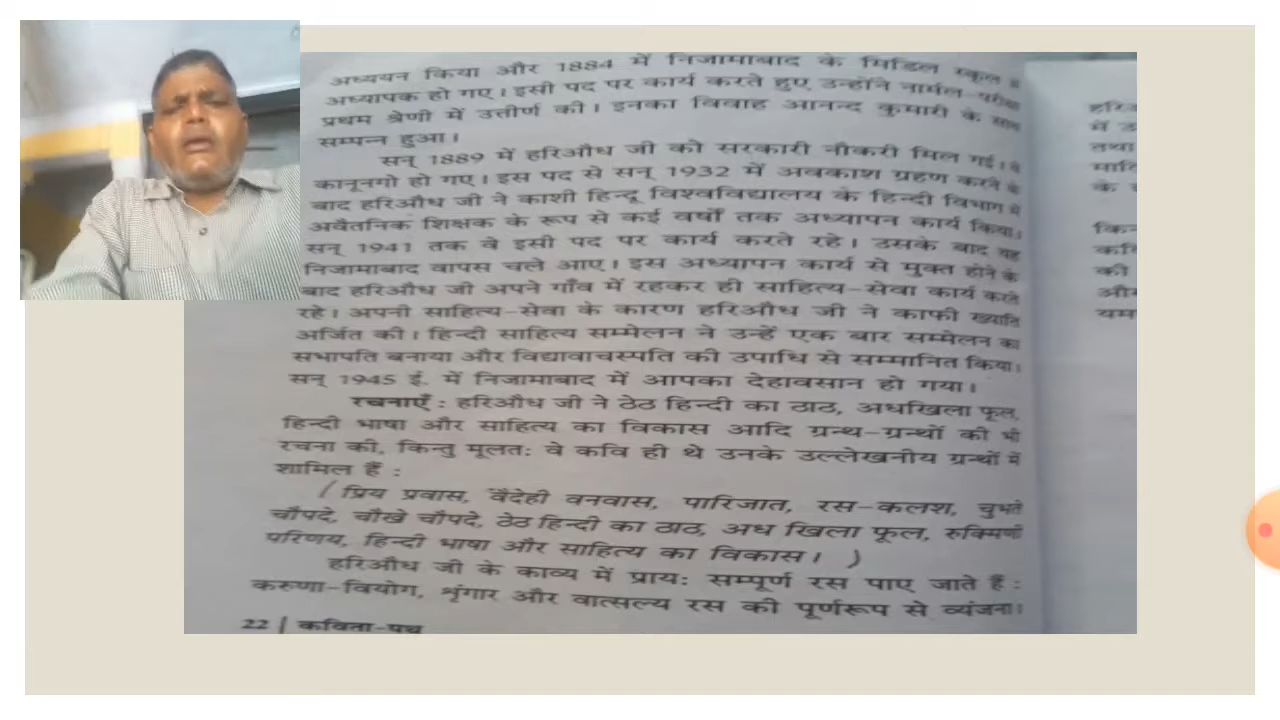 अध्ययन किया और 1884 में निजामाबाद के मिडिल स्कूल में
अध्यापक हो गए। इसी पद पर कार्य करते हुए उन्होंने नार्मल-परीक्षा
प्रथम श्रेणी में उत्तीर्ण की। इनका विवाह आनन्द कुमारी के साथ
सम्पन्न हुआ।
सन् 1889 में हरिऔध जी को सरकारी नौकरी मिल गई। वे
कानूनगो हो गए। इस पद से सन् 1932 में अवकाश ग्रहण करने के
बाद हरिऔध जी ने काशी हिन्दू विश्वविद्यालय के हिन्दी विभाग में
अवैतनिक शिक्षक के रूप से कई वर्षों तक अध्यापन कार्य किया।
सन् 1941 तक वे इसी पद पर कार्य करते रहे। उसके बाद यह
निजामाबाद वापस चले आए। इस अध्यापन कार्य से मुक्त होने के
बाद हरिऔध जी अपने गाँव में रहकर ही साहित्य-सेवा कार्य करते
रहे। अपनी साहित्य-सेवा के कारण हरिऔध जी ने काफी ख्याति
अर्जित की। हिन्दी साहित्य सम्मेलन ने उन्हें एक बार सम्मेलन का
सभापति बनाया और विद्यावाचस्पति की उपाधि से सम्मानित किया।
सन् 1945 ई. में निजामाबाद में आपका देहावसान हो गया।
रचनाएँ : हरिऔध जी ने ठेठ हिन्दी का ठाठ, अधखिला फूल,
हिन्दी भाषा और साहित्य का विकास आदि ग्रन्थ-ग्रन्थों की भी
रचना की, किन्तु मूलतः वे कवि ही थे उनके उल्लेखनीय ग्रन्थों में
शामिल हैं :
( प्रिय प्रवास, वैदेही वनवास, पारिजात, रस-कलश, चुभते
चौपदे, चौखे चौपदे, ठेठ हिन्दी का ठाठ, अध खिला फूल, रुक्मिणी
परिणय, हिन्दी भाषा और साहित्य का विकास। )
हरिऔध जी के काव्य में प्रायः सम्पूर्ण रस पाए जाते हैं :
करुणा-वियोग, शृंगार और वात्सल्य रस की पूर्णरूप से व्यंजना।
22 | कविता-पथ
में
तथा
के
की